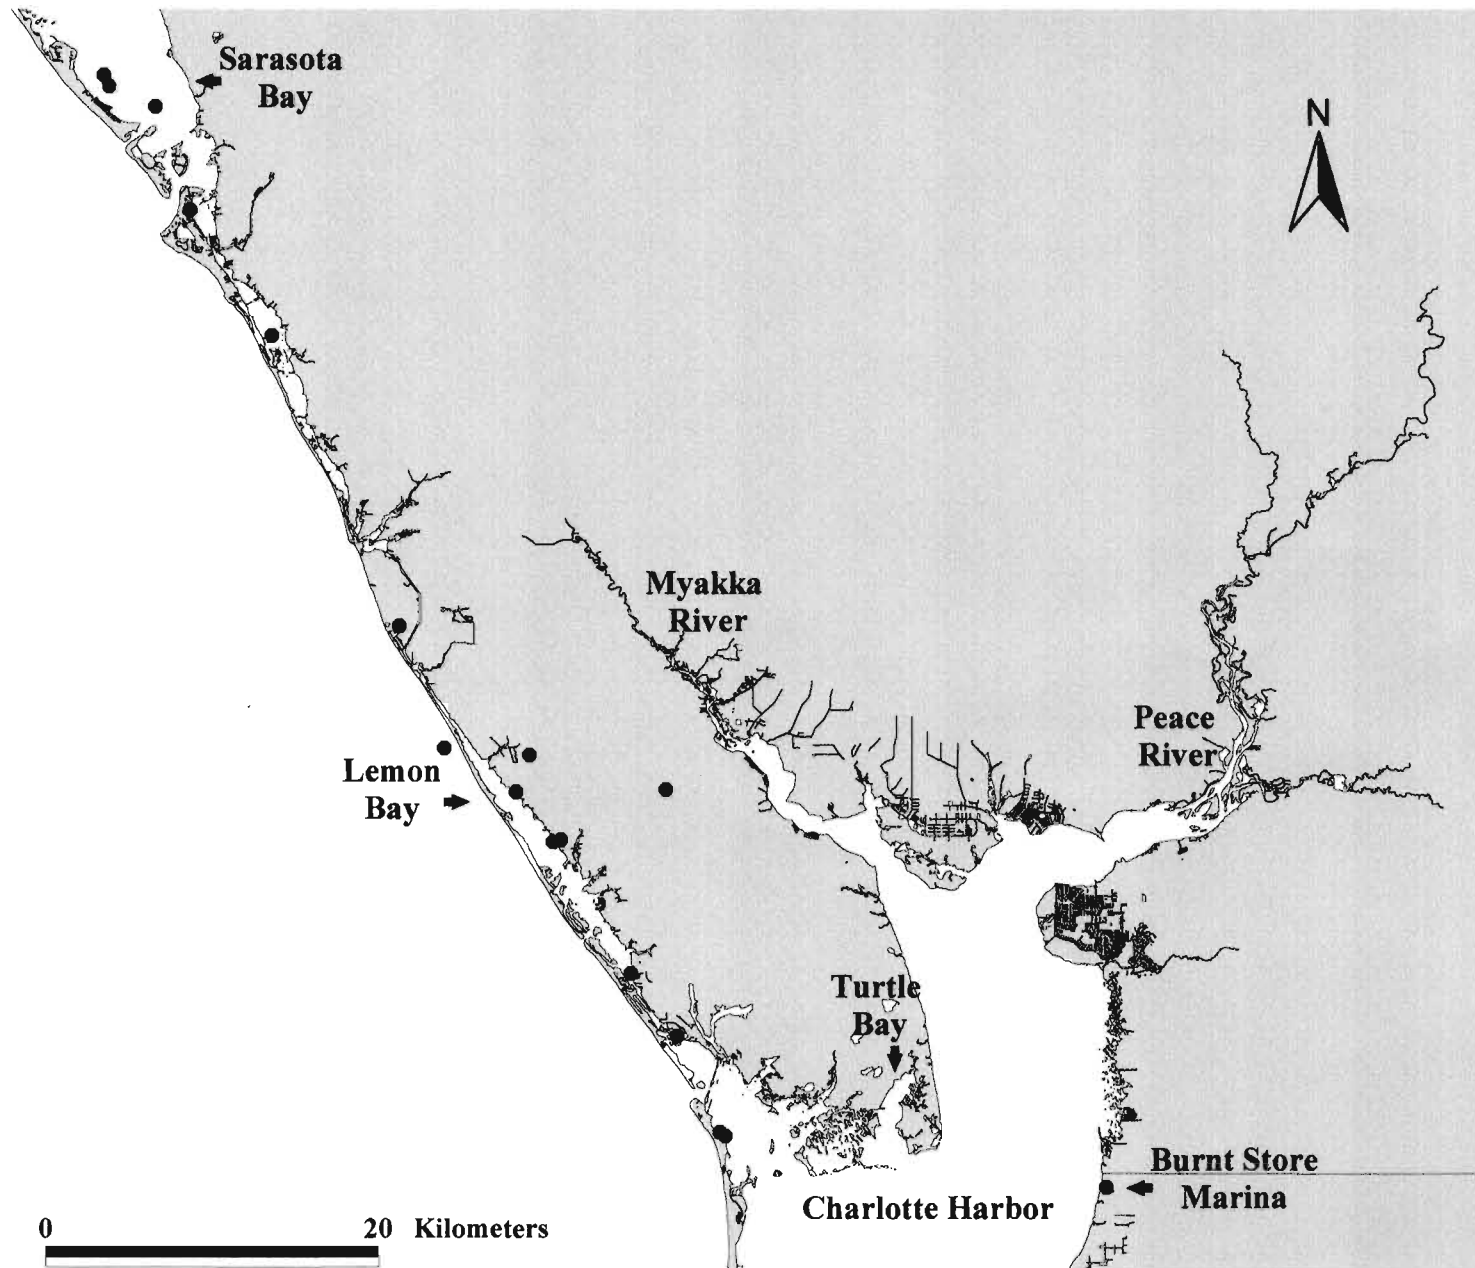 Sarasota
Bay
N
Myakka
River
Peace
River
Lemon
Bay
Turtle
Bay
Burnt Store
Marina
Charlotte Harbor
0 20 Kilometers